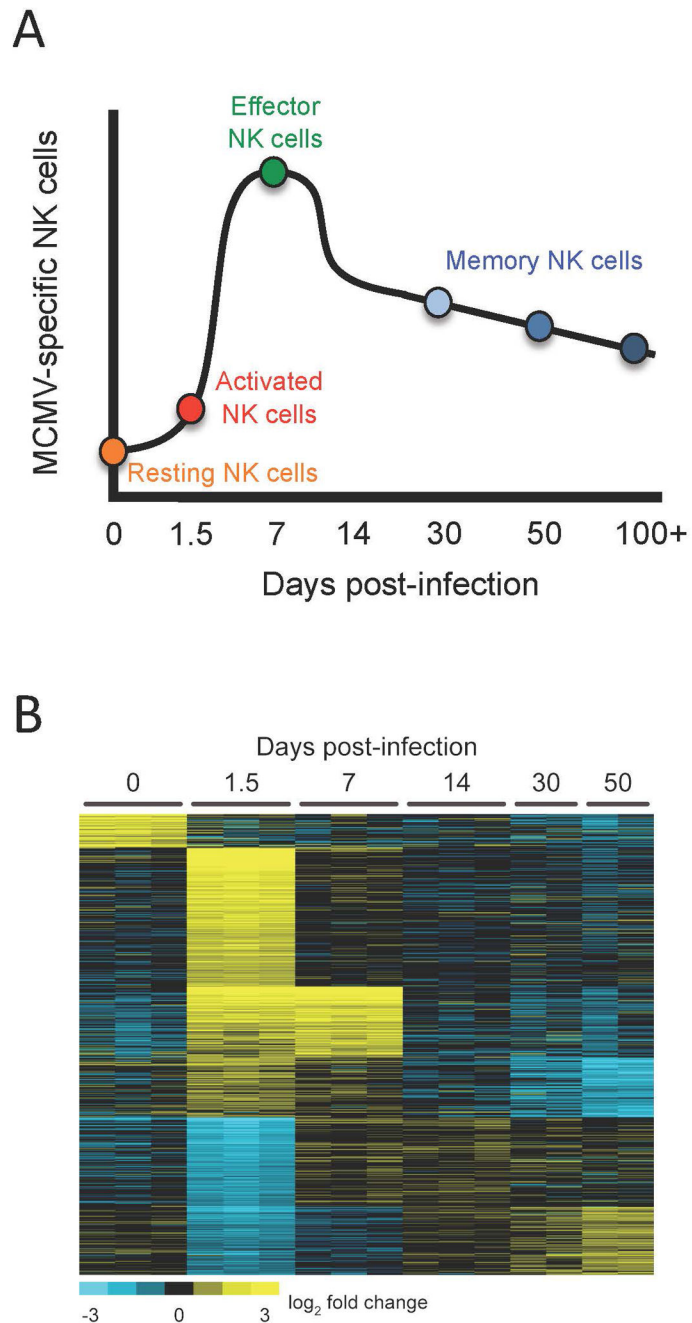 A
MCMV-specific NK cells
Effector
NK cells
Memory NK cells
Activated
NK cells
Resting NK cells
0 1.5 7 14 30 50 100+
Days post-infection
B
Days post-infection
0 1.5 7 14 30 50
-3 0 3 log₂ fold change